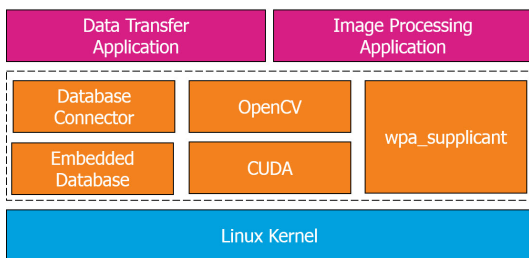 Data Transfer
Application
Image Processing
Application
Database
Connector
OpenCV
wpa_supplicant
Embedded
Database
CUDA
Linux Kernel